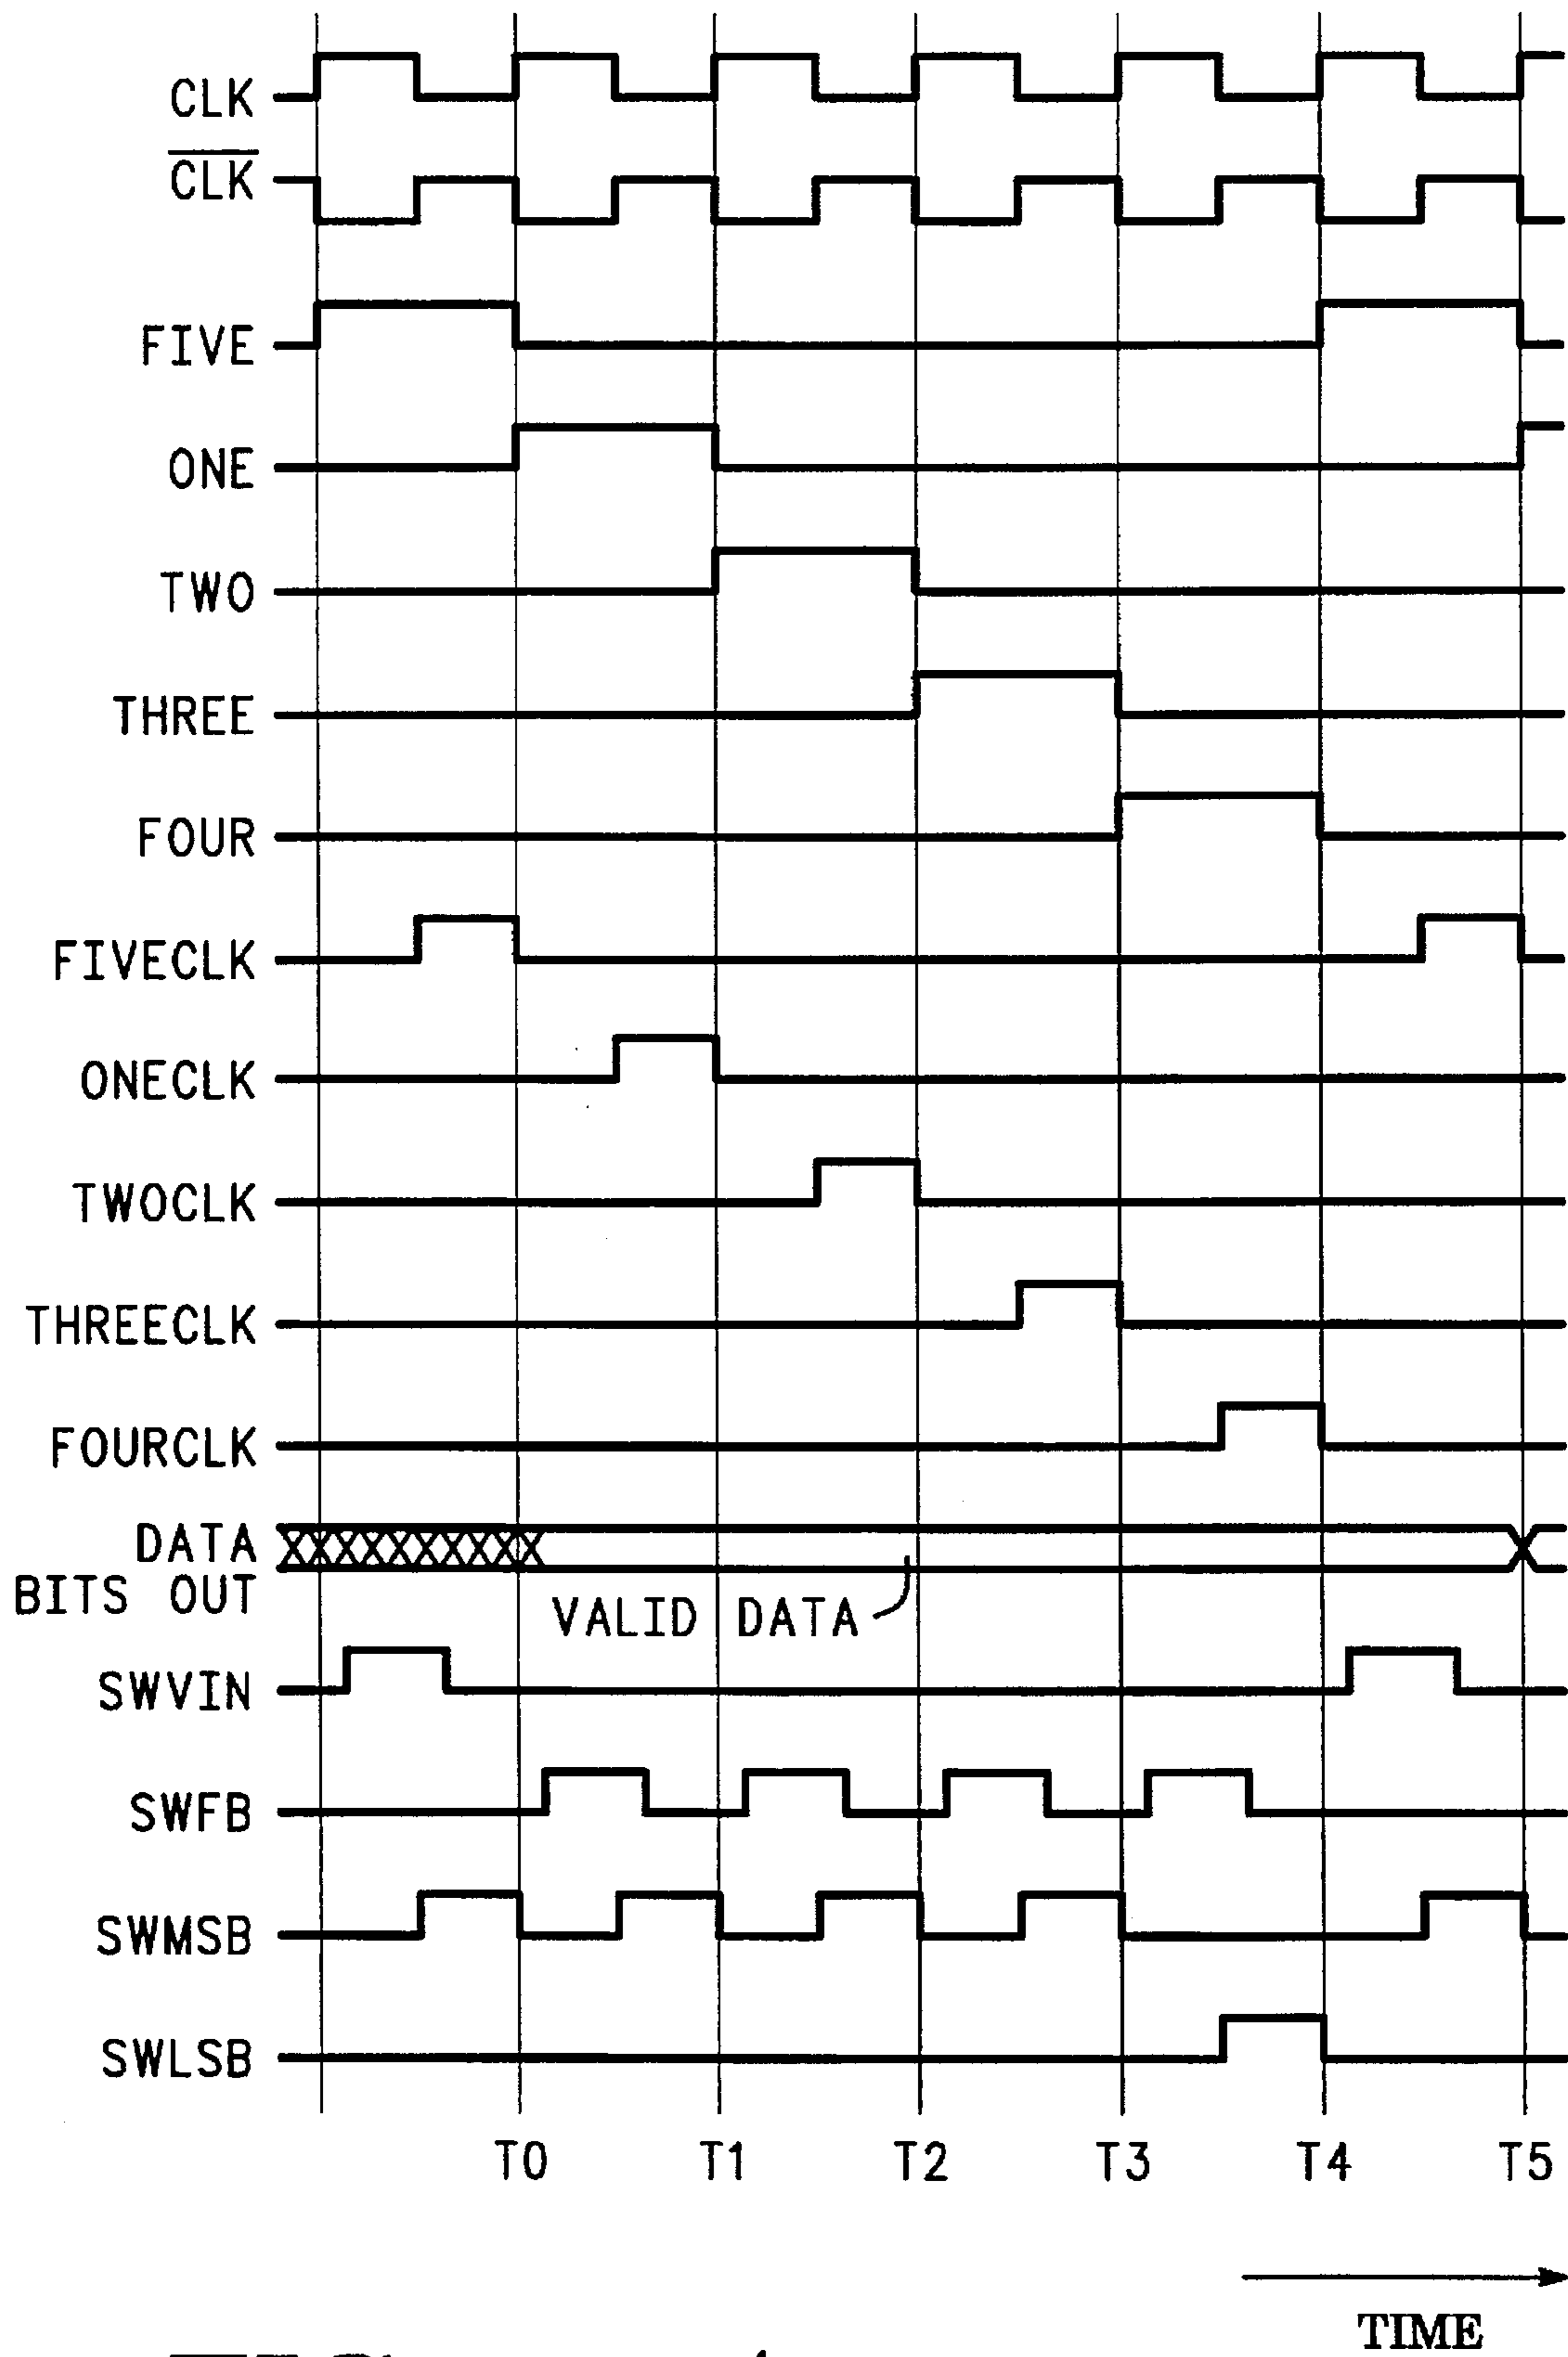 CLK
CLK
FIVE
ONE
TWO
THREE
FOUR
FIVECLK
ONECLK
TWOCLK
THREECLK
FOURCLK
DATA
BITS OUT
VALID DATA
SWVIN
SWFB
SWMSB
SWLSB
T0 T1 T2 T3 T4 T5
TIME